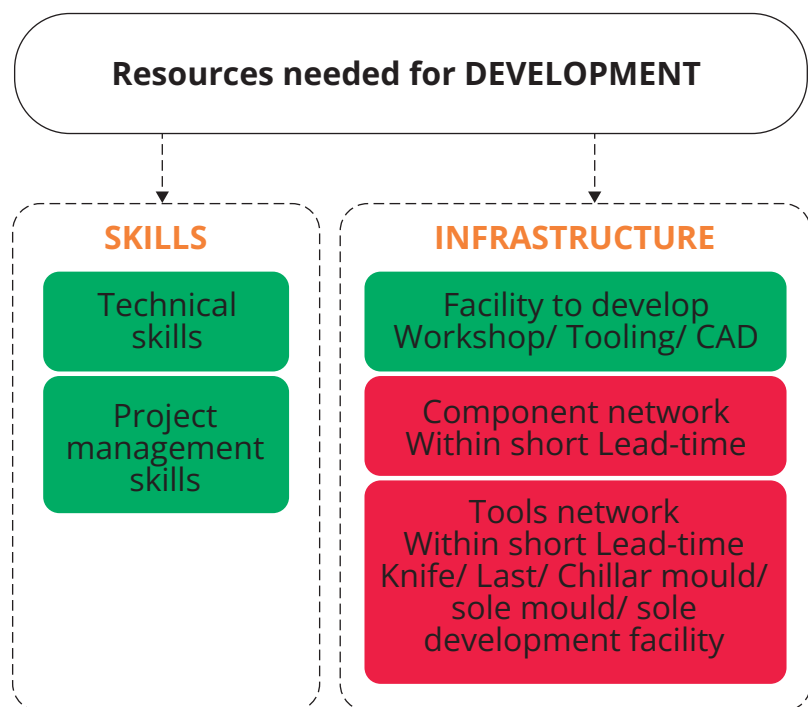 Resources needed for DEVELOPMENT
SKILLS
Technical
skills
Project
management
skills
INFRASTRUCTURE
Facility to develop
Workshop/ Tooling/ CAD
Component network
Within short Lead-time
Tools network
Within short Lead-time
Knife/ Last/ Chillar mould/
sole mould/ sole
development facility